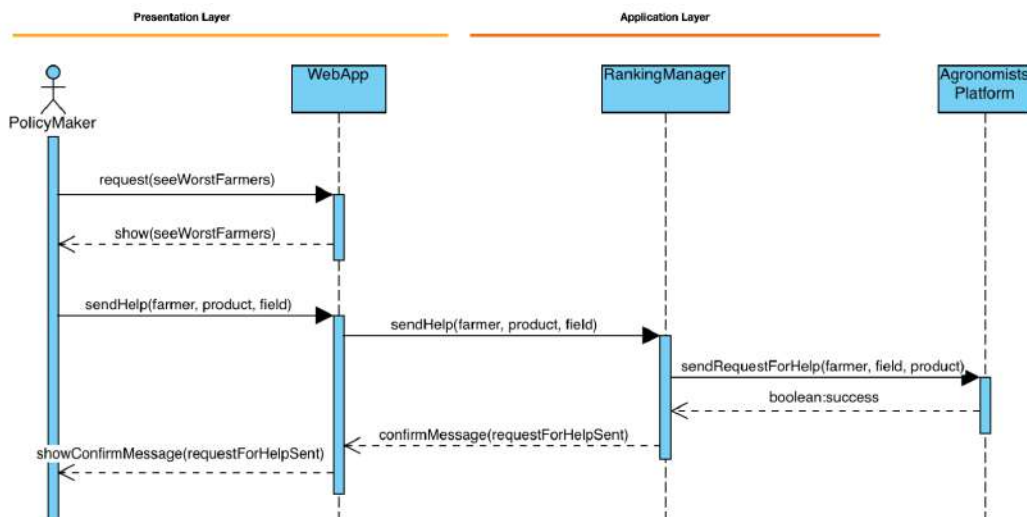 Presentation Layer
Application Layer
PolicyMaker
WebApp
RankingManager
Agronomists
Platform
request(seeWorstFarmers)
show(seeWorstFarmers)
sendHelp(farmer, product, field)
sendHelp(farmer, product, field)
sendRequestForHelp(farmer, field, product)
boolean:success
confirmMessage(requestForHelpSent)
showConfirmMessage(requestForHelpSent)